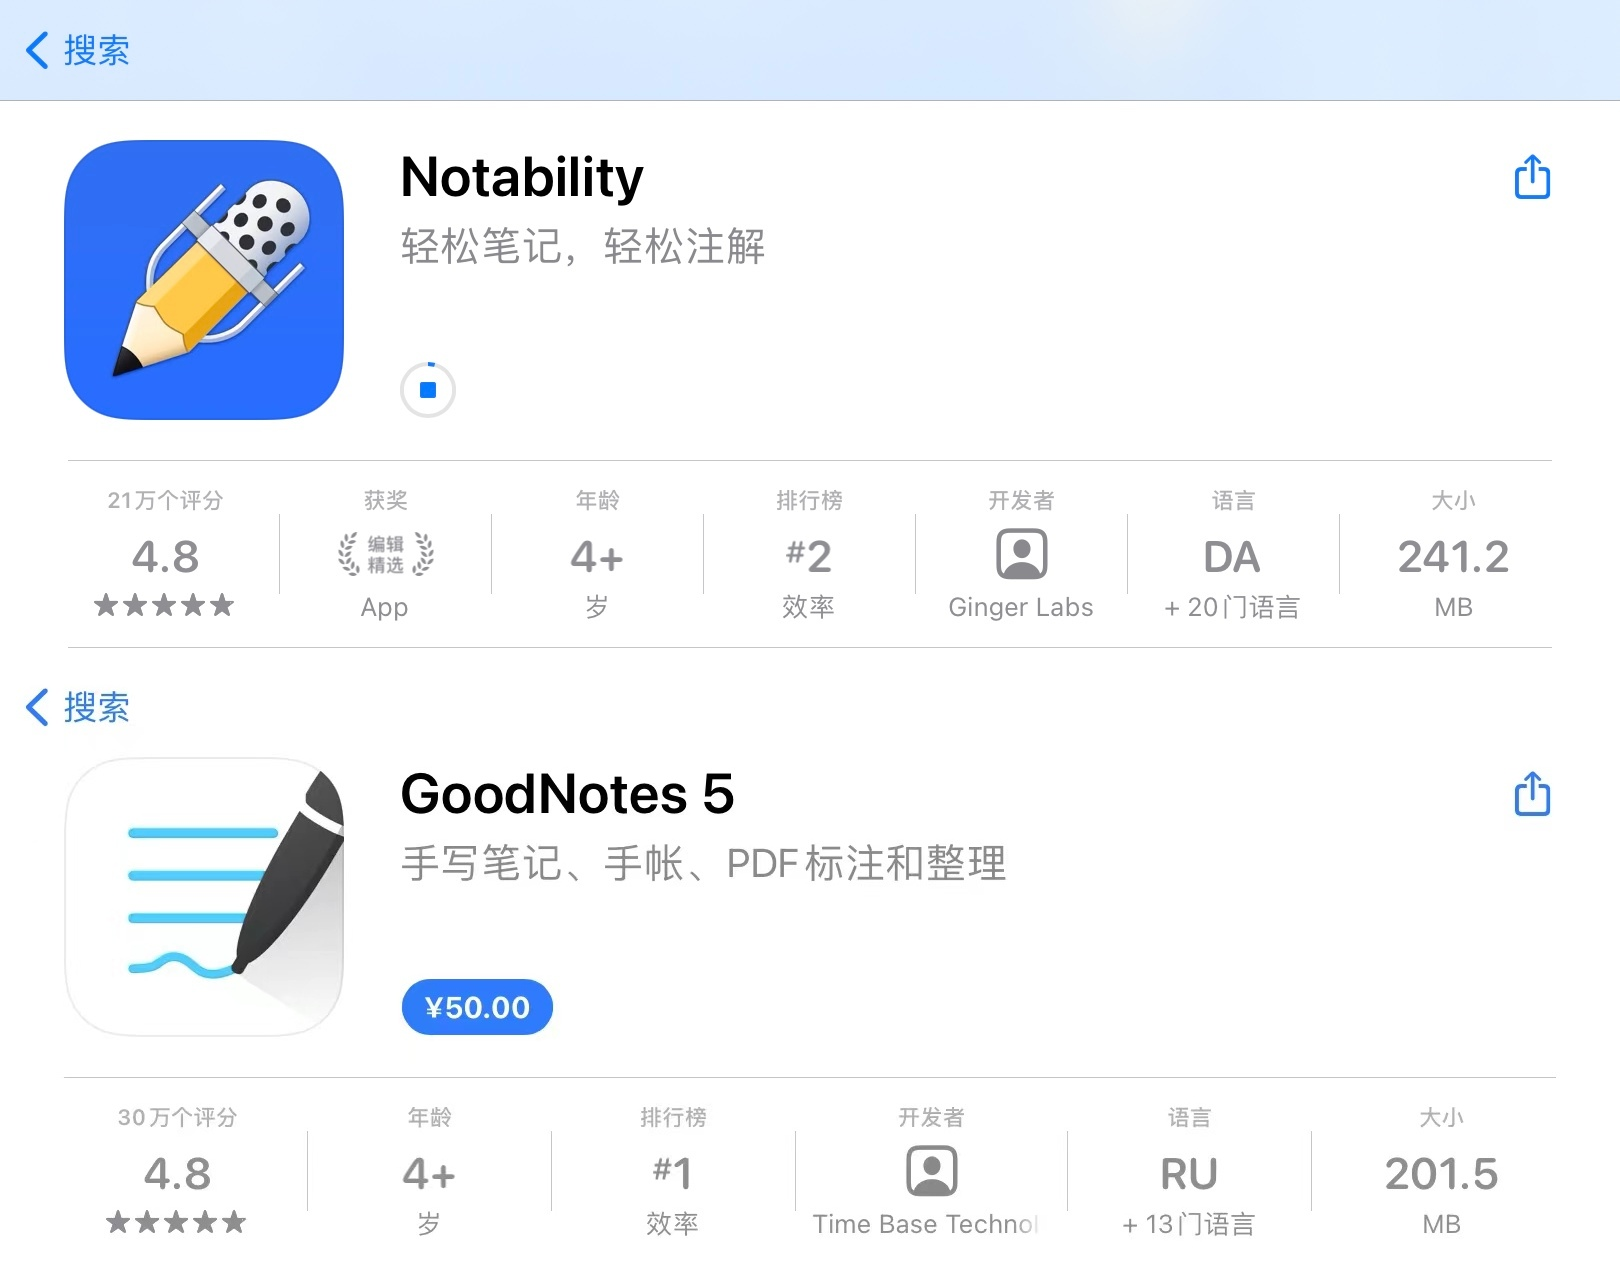 搜索
Notability
轻松笔记，轻松注解
21万个评分 获奖 年龄 排行榜 开发者 语言 大小
4.8 编辑精选 4+ #2 DA 241.2
App 岁 效率 Ginger Labs + 20门语言 MB
搜索
GoodNotes 5
手写笔记、手帐、PDF标注和整理
¥50.00
30万个评分 年龄 排行榜 开发者 语言 大小
4.8 4+ #1 RU 201.5
岁 效率 Time Base Technol + 13门语言 MB